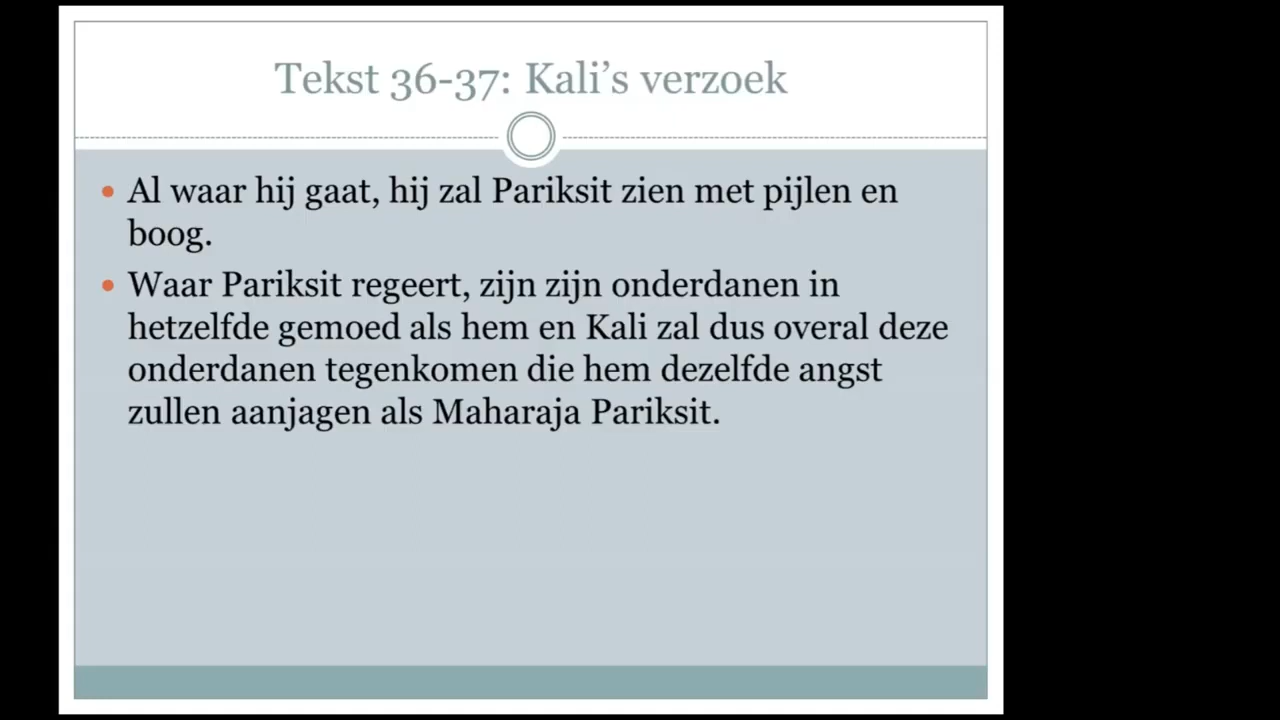 Tekst 36-37: Kali’s verzoek
• Al waar hij gaat, hij zal Pariksit zien met pijlen en
boog.
• Waar Pariksit regeert, zijn zijn onderdanen in
hetzelfde gemoed als hem en Kali zal dus overal deze
onderdanen tegenkomen die hem dezelfde angst
zullen aanjagen als Maharaja Pariksit.